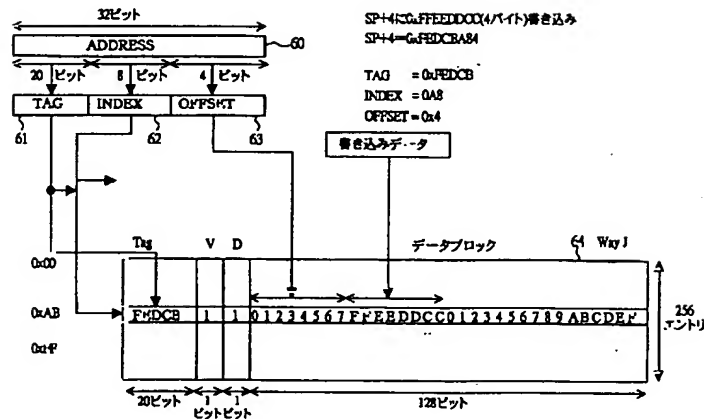 32ビット
ADDRESS
60
20 ビット 8 ビット 4 ビット
TAG INDEX OFFSET
61 62 63
SP+4に0xFFEEDDCC(4バイト)書き込み
SP+4=0xFEDCBA84
TAG =0xFEDCB
INDEX =0A8
OFFSET=0x4
書き込みデータ
Tag V D データブロック 64 Way 1
0x00
0xAB FEDCB 1 1 0 1 2 3 4 5 6 7 F F E E D D C C 0 1 2 3 4 5 6 7 8 9 A B C D E F
256
エントリ
20ビット 1 1 128ビット
ビット ビット